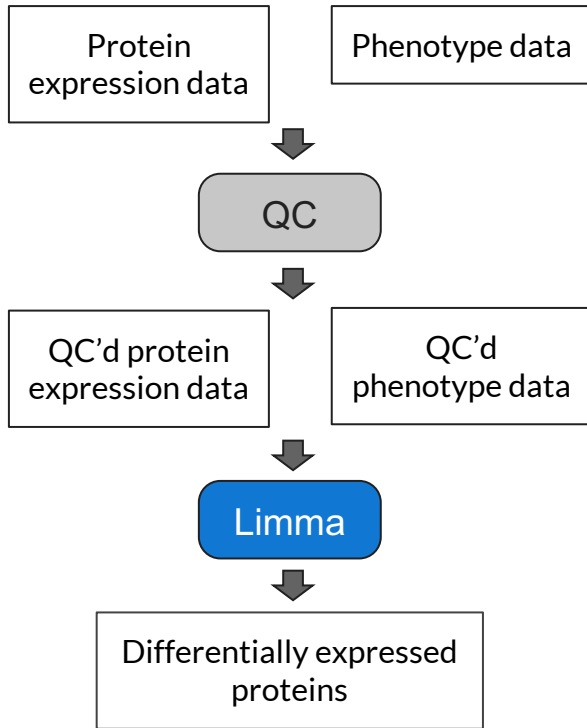 Protein
expression data
Phenotype data
QC
QC’d protein
expression data
QC’d
phenotype data
Limma
Differentially expressed
proteins